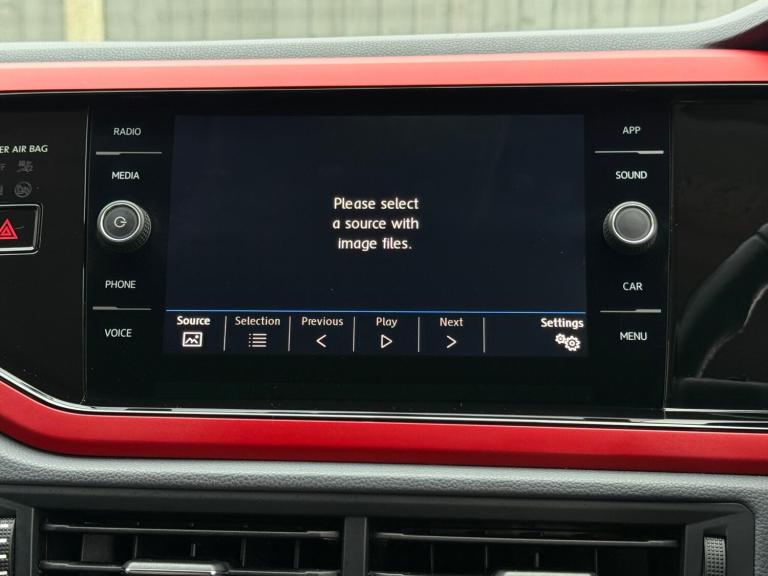 RADIO
APP
ER AIR BAG
MEDIA
SOUND
Please select
a source with
image files.
PHONE
CAR
Source
Selection
Previous
Play
Next
Settings
VOICE
MENU